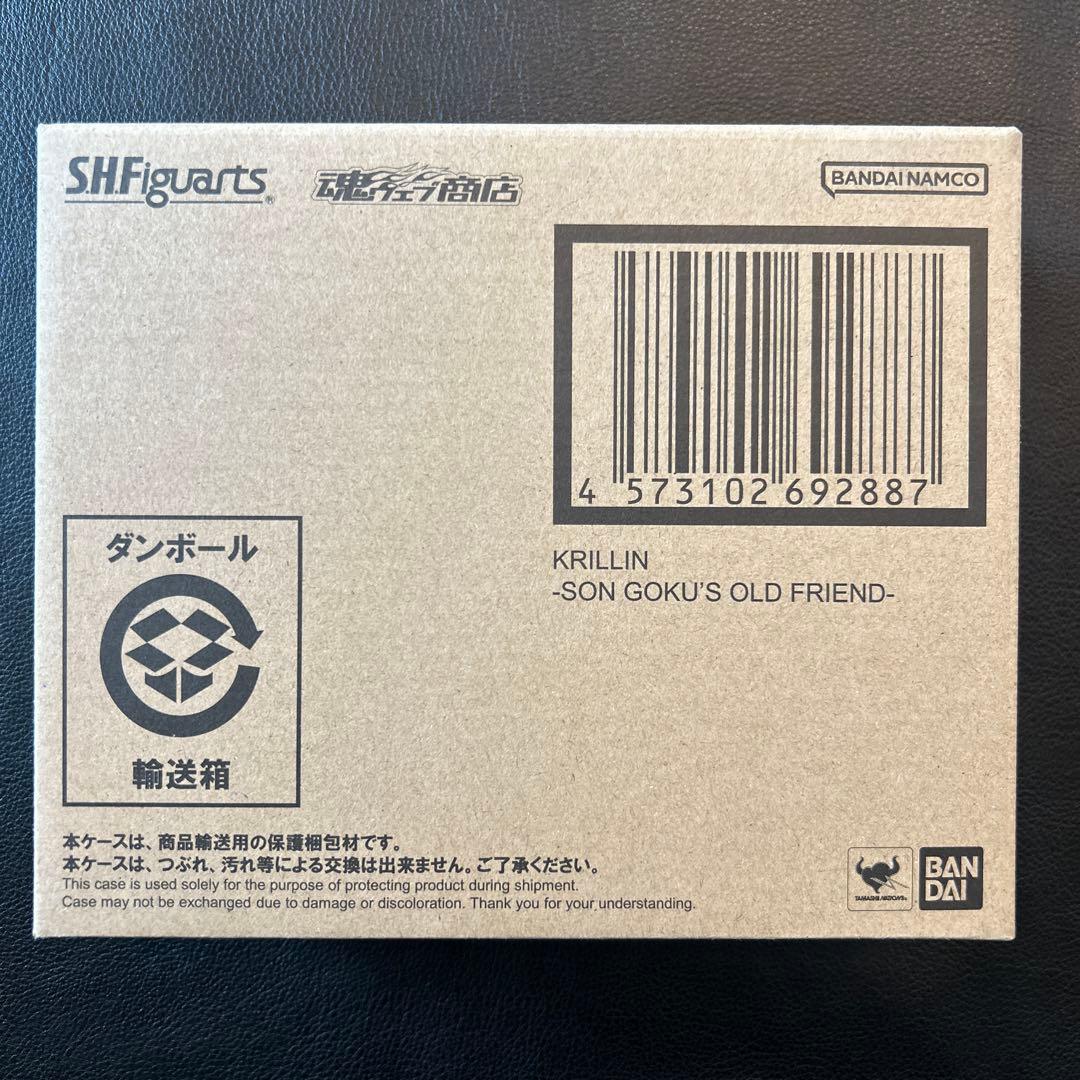 S.H.Figuarts®
魂ウェブ商店
BANDAI NAMCO
4 573102 692887
KRILLIN
-SON GOKU'S OLD FRIEND-
ダンボール
輸送箱
本ケースは、商品輸送用の保護梱包材です。
本ケースは、つぶれ、汚れ等による交換は出来ません。ご了承ください。
This case is used solely for the purpose of protecting product during shipment.
Case may not be exchanged due to damage or discoloration. Thank you for your understanding.
TAMASHII NATIONS®
BAN
DAI